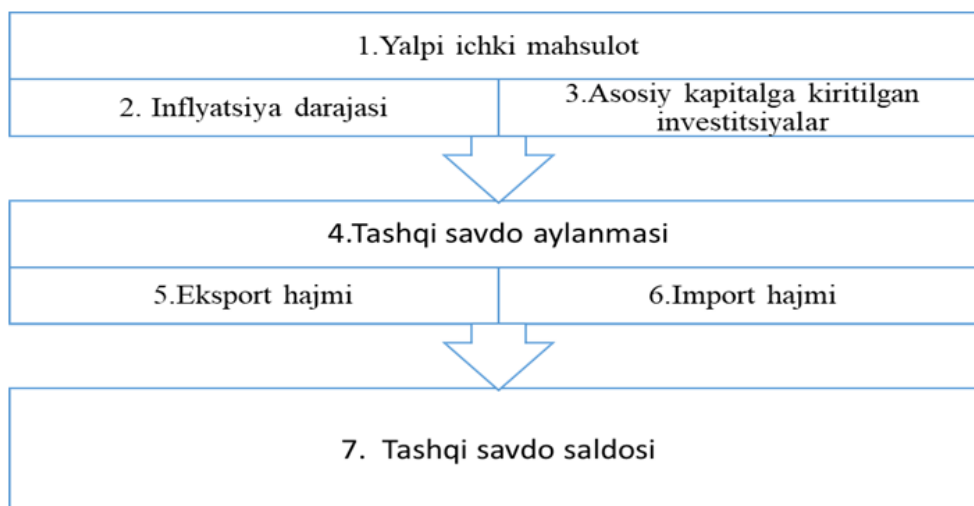 1.Yalpi ichki mahsulot
2. Inflyatsiya darajasi
3.Asosiy kapitalga kiritilgan
investitsiyalar
4.Tashqi savdo aylanmasi
5.Eksport hajmi
6.Import hajmi
7. Tashqi savdo saldosi